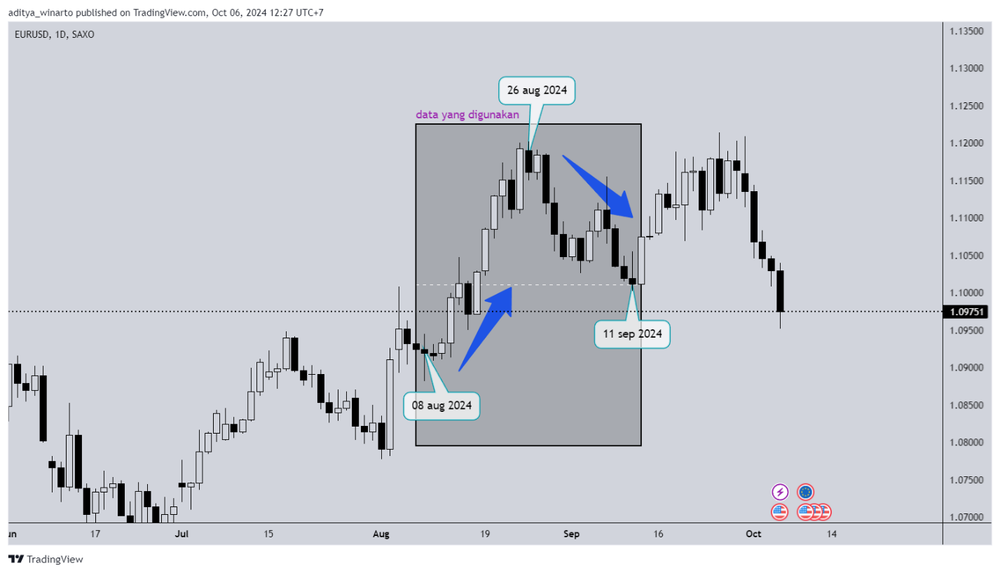 aditya_winarto published on TradingView.com, Oct 06, 2024 12:27 UTC+7
EURUSD, 1D, SAXO
1.13500
1.13000
26 aug 2024
1.12500
data yang digunakan
1.12000
1.11500
1.11000
1.10500
1.10000
1.09751
1.09500
11 sep 2024
1.09000
08 aug 2024
1.08500
1.08000
1.07500
1.07000
un 17 Jul 15 Aug 19 Sep 16 Oct 14
TradingView